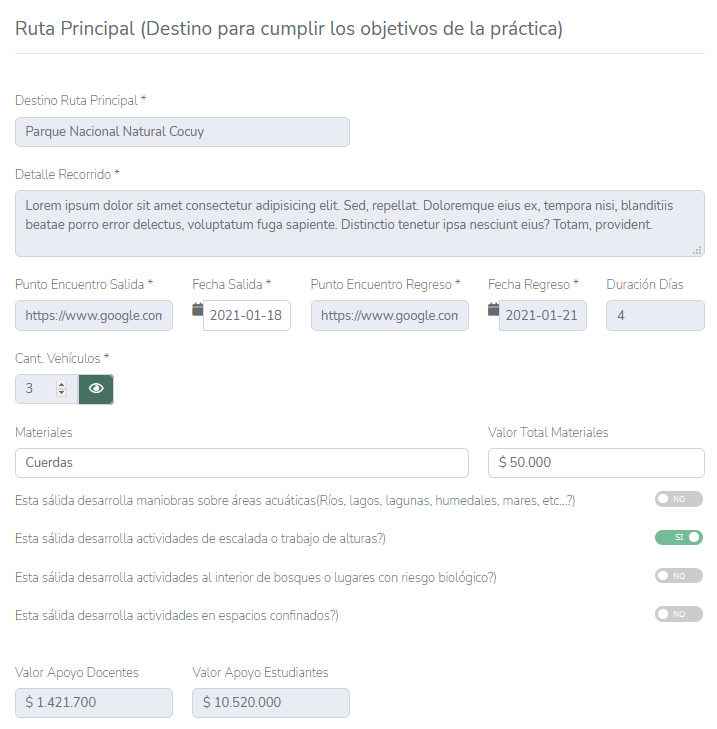 Ruta Principal (Destino para cumplir los objetivos de la práctica)
Destino Ruta Principal *
Parque Nacional Natural Cocuy
Detalle Recorrido *
Lorem ipsum dolor sit amet consectetur adipisicing elit. Sed, repellat. Doloremque eius ex, tempora nisi, blanditiis
beatae porro error delectus, voluptatum fuga sapiente. Distinctio tenetur ipsa nesciunt eius? Totam, provident.
Punto Encuentro Salida * Fecha Salida * Punto Encuentro Regreso * Fecha Regreso * Duración Días
https://www.google.com 2021-01-18 https://www.google.com 2021-01-21 4
Cant. Vehículos *
3
Materiales Valor Total Materiales
Cuerdas $ 50.000
Esta sálida desarrolla maniobras sobre áreas acuáticas(Ríos, lagos, lagunas, humedales, mares, etc...?) NO
Esta sálida desarrolla actividades de escalada o trabajo de alturas?) SI
Esta sálida desarrolla actividades al interior de bosques o lugares con riesgo biológico?) NO
Esta sálida desarrolla actividades en espacios confinados?) NO
Valor Apoyo Docentes Valor Apoyo Estudiantes
$ 1.421.700 $ 10.520.000